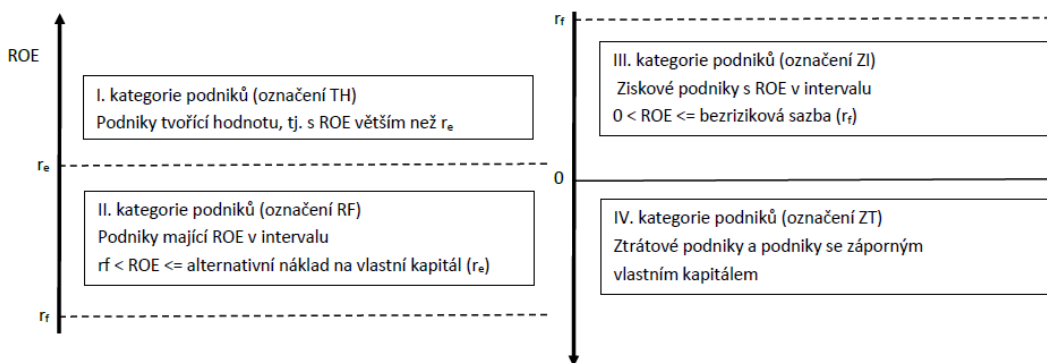 ROE
I. kategorie podniků (označení TH)
Podniky tvořící hodnotu, tj. s ROE větším než rₑ
rₑ
II. kategorie podniků (označení RF)
Podniky mající ROE v intervalu
rf < ROE <= alternativní náklad na vlastní kapitál (rₑ)
r_f
r_f
III. kategorie podniků (označení ZI)
Ziskové podniky s ROE v intervalu
0 < ROE <= bezriziková sazba (r_f)
0
IV. kategorie podniků (označení ZT)
Ztrátové podniky a podniky se záporným
vlastním kapitálem